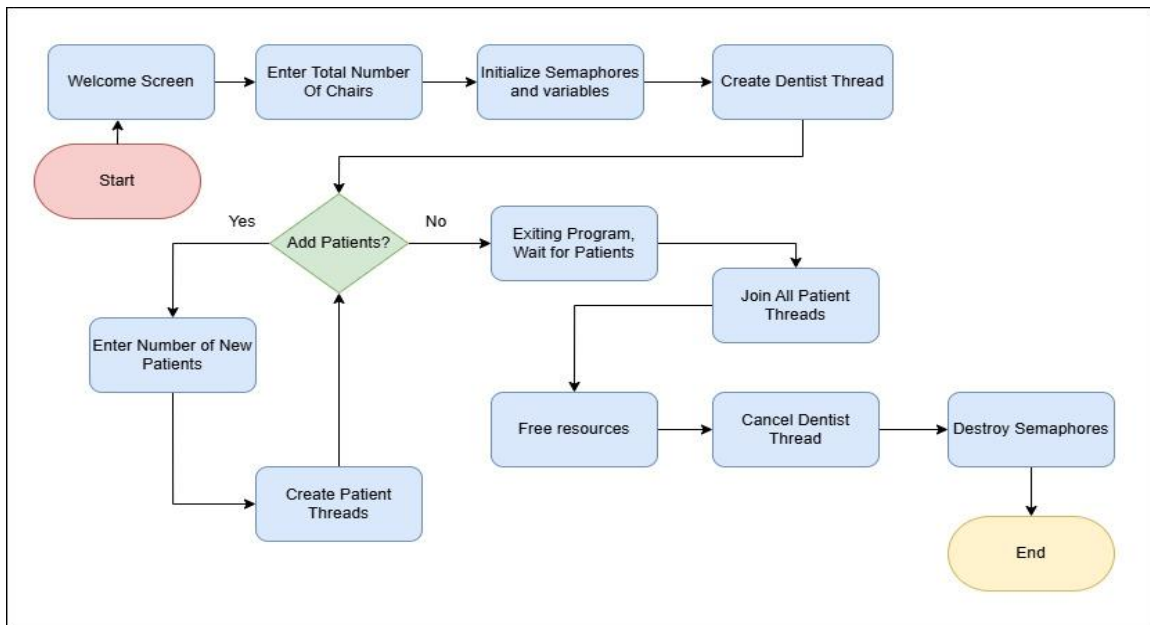 Welcome Screen
Enter Total Number
Of Chairs
Initialize Semaphores
and variables
Create Dentist Thread
Start
Yes
Add Patients?
No
Exiting Program,
Wait for Patients
Join All Patient
Threads
Enter Number of New
Patients
Free resources
Cancel Dentist
Thread
Destroy Semaphores
Create Patient
Threads
End